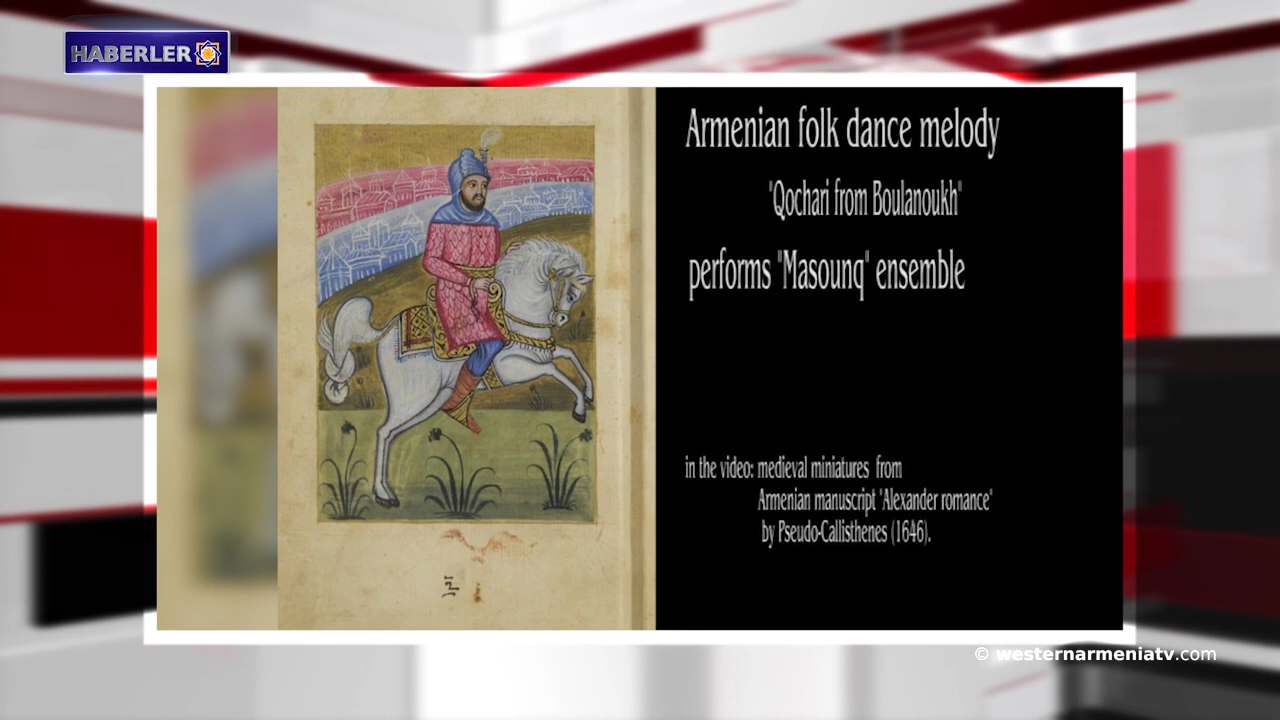 HABERLER
Armenian folk dance melody
"Qochari from Boulanoukh"
performs "Masounq" ensemble
in the video: medieval miniatures from
Armenian manuscript "Alexander romance"
by Pseudo-Callisthenes (1646).
© westernarmeniatv.com